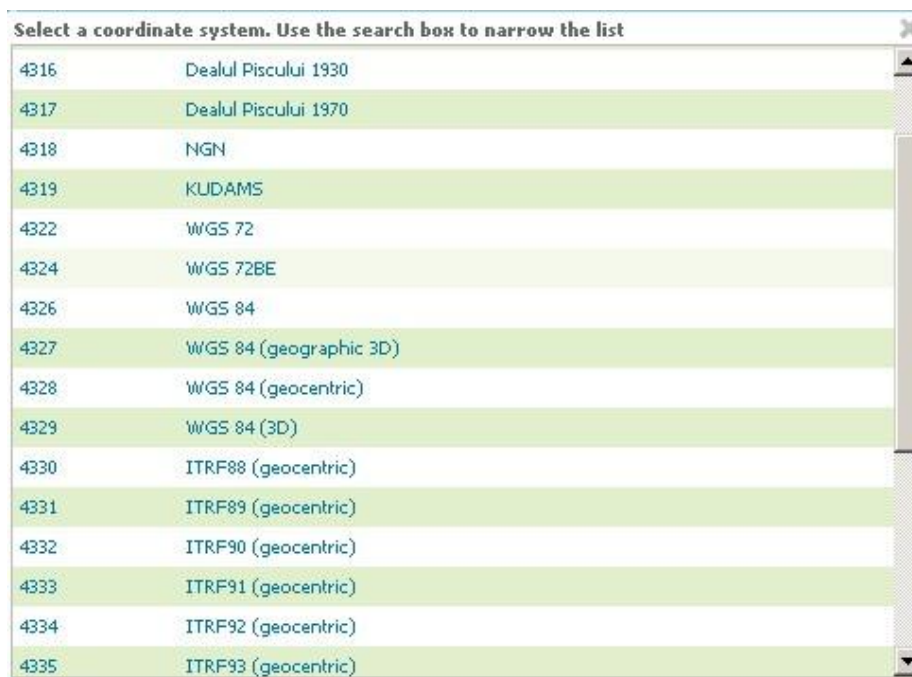 Select a coordinate system. Use the search box to narrow the list
4316 Dealul Piscului 1930
4317 Dealul Piscului 1970
4318 NGN
4319 KUDAMS
4322 WGS 72
4324 WGS 72BE
4326 WGS 84
4327 WGS 84 (geographic 3D)
4328 WGS 84 (geocentric)
4329 WGS 84 (3D)
4330 ITRF88 (geocentric)
4331 ITRF89 (geocentric)
4332 ITRF90 (geocentric)
4333 ITRF91 (geocentric)
4334 ITRF92 (geocentric)
4335 ITRF93 (geocentric)